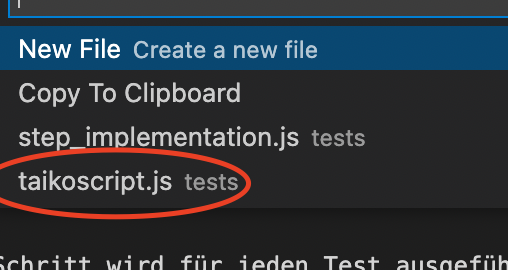 New File Create a new file
Copy To Clipboard
step_implementation.js tests
taikoscript.js tests
Schritt wird für jeden Test